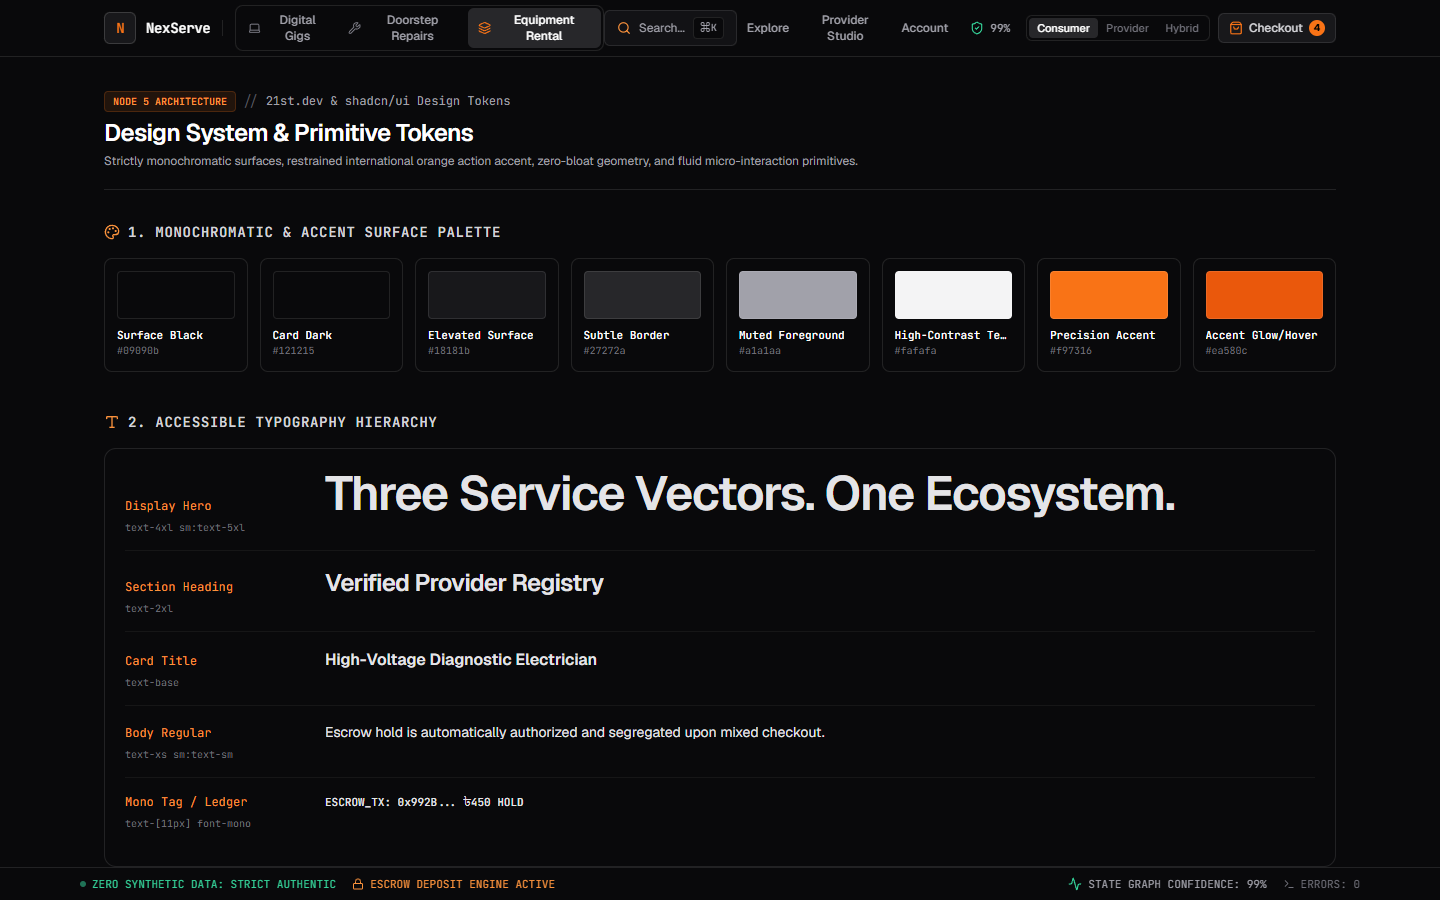 N NexServe
Digital Gigs
Doorstep Repairs
Equipment Rental
Search... ⌘K
Explore
Provider Studio
Account
99%
Consumer Provider Hybrid
Checkout 4
NODE 5 ARCHITECTURE // 21st.dev & shadcn/ui Design Tokens
Design System & Primitive Tokens
Strictly monochromatic surfaces, restrained international orange action accent, zero-bloat geometry, and fluid micro-interaction primitives.
1. MONOCHROMATIC & ACCENT SURFACE PALETTE
Surface Black
#09090b
Card Dark
#121215
Elevated Surface
#18181b
Subtle Border
#27272a
Muted Foreground
#a1a1aa
High-Contrast Te…
#fafafa
Precision Accent
#f97316
Accent Glow/Hover
#ea580c
2. ACCESSIBLE TYPOGRAPHY HIERARCHY
Display Hero
text-4xl sm:text-5xl
Three Service Vectors. One Ecosystem.
Section Heading
text-2xl
Verified Provider Registry
Card Title
text-base
High-Voltage Diagnostic Electrician
Body Regular
text-xs sm:text-sm
Escrow hold is automatically authorized and segregated upon mixed checkout.
Mono Tag / Ledger
text-[11px] font-mono
ESCROW_TX: 0x992B... ৳450 HOLD
ZERO SYNTHETIC DATA: STRICT AUTHENTIC
ESCROW DEPOSIT ENGINE ACTIVE
STATE GRAPH CONFIDENCE: 99%
ERRORS: 0